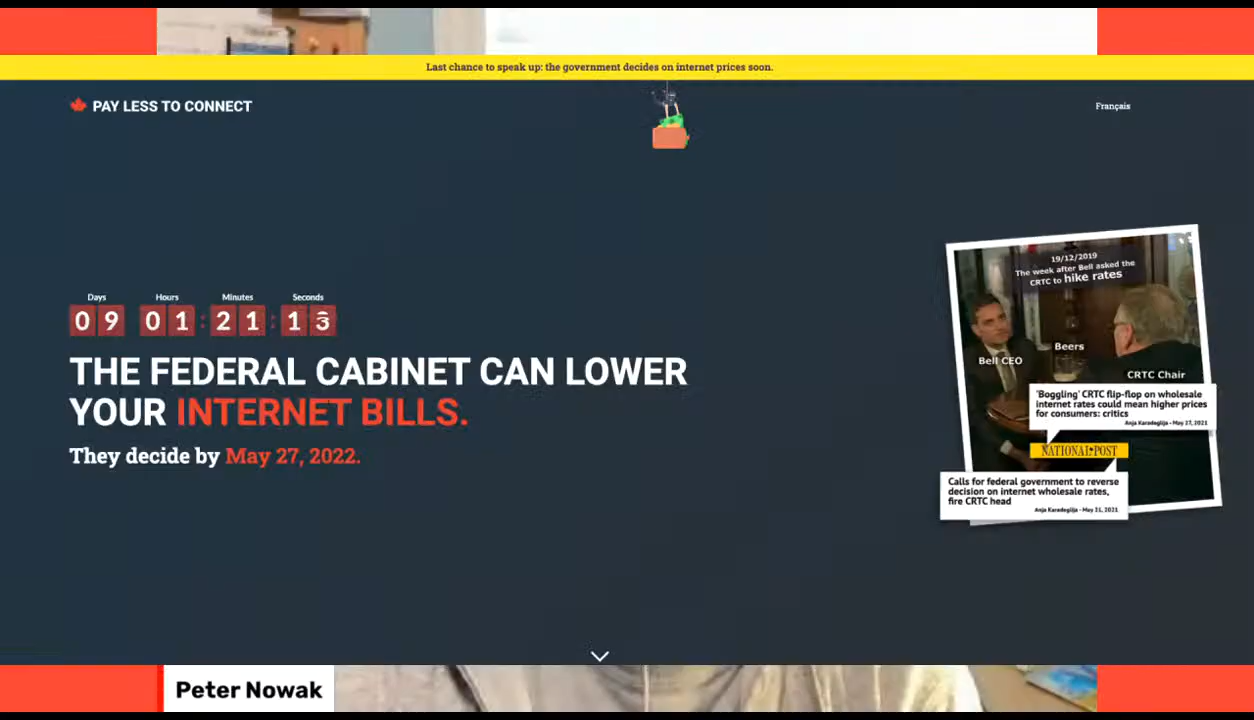 Last chance to speak up: the government decides on internet prices soon.
PAY LESS TO CONNECT
Français
19/12/2019
The week after Bell asked the
CRTC to hike rates
Bell CEO
Beers
CRTC Chair
'Boggling' CRTC flip-flop on wholesale
internet rates could mean higher prices
for consumers: critics
Anja Karadeglija - May 27, 2021
NATIONAL POST
Calls for federal government to reverse
decision on internet wholesale rates,
fire CRTC head
Anja Karadeglija - May 31, 2021
Days Hours Minutes Seconds
09 01 : 21 : 13
THE FEDERAL CABINET CAN LOWER
YOUR INTERNET BILLS.
They decide by May 27, 2022.
Peter Nowak